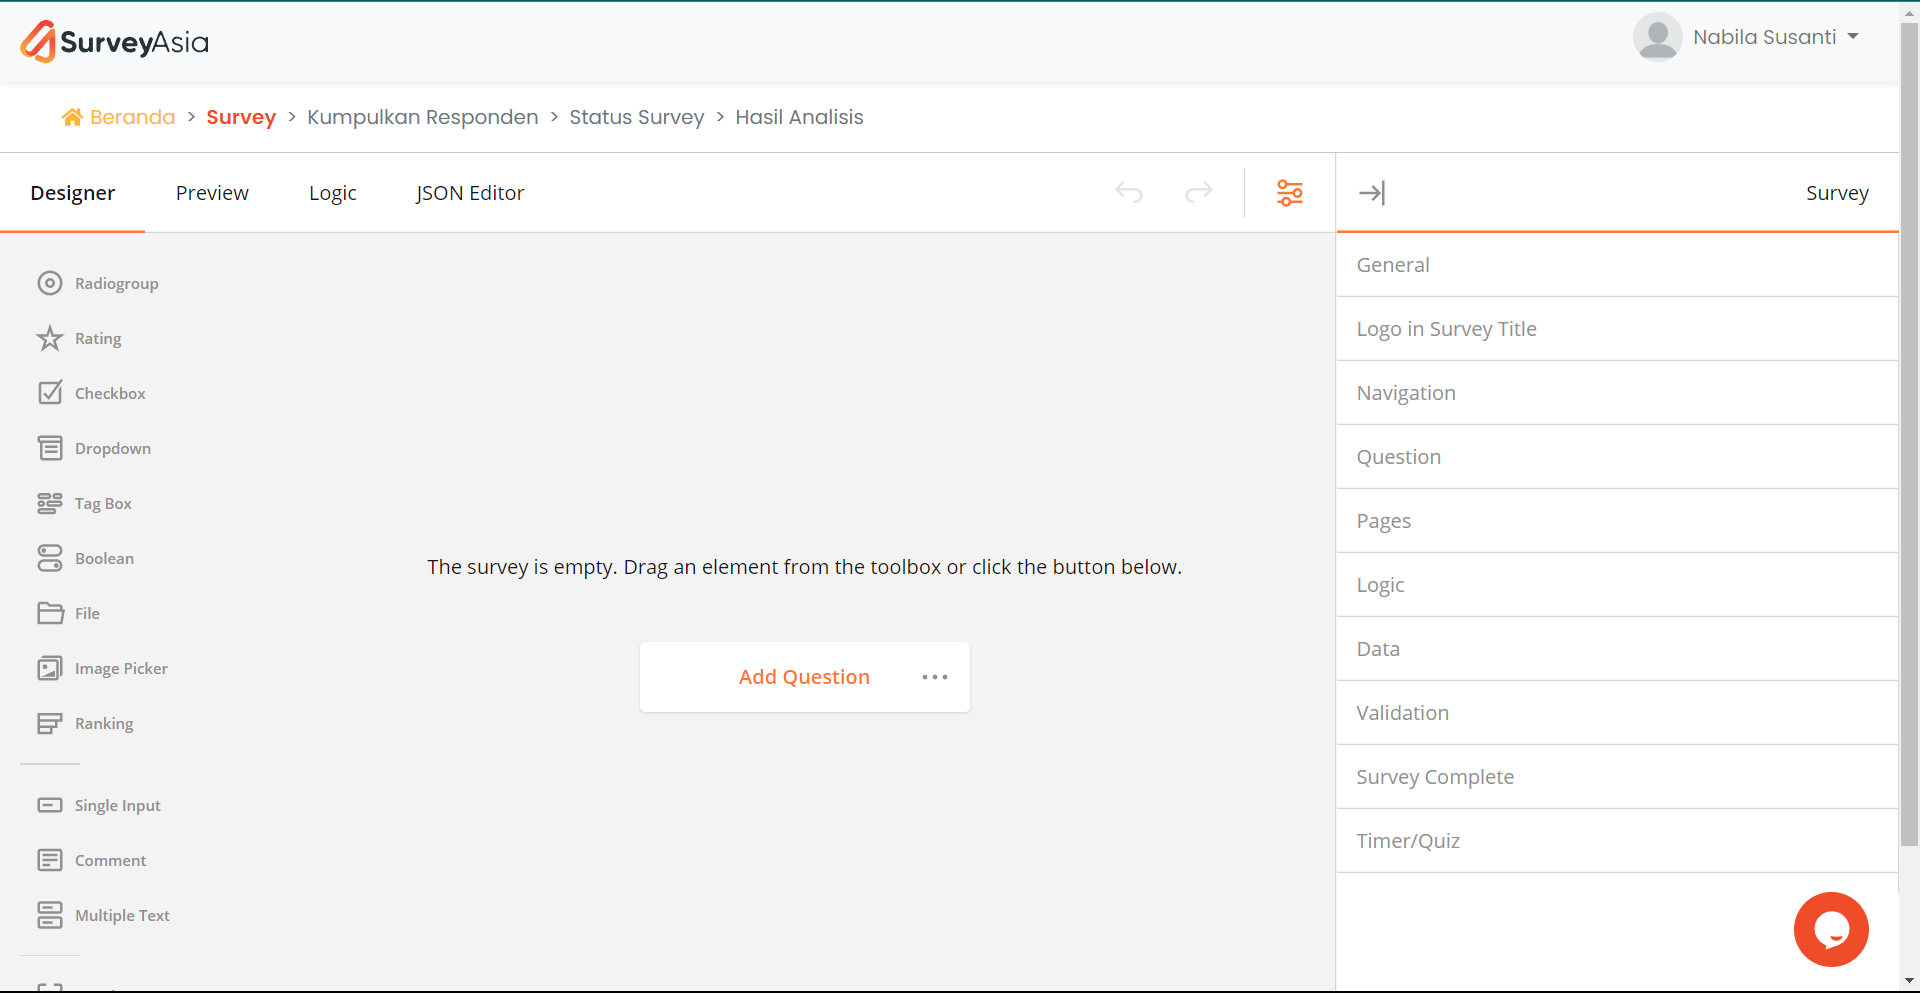 SurveyAsia
Nabila Susanti
Beranda > Survey > Kumpulkan Responden > Status Survey > Hasil Analisis
Designer
Preview
Logic
JSON Editor
Survey
Radiogroup
Rating
Checkbox
Dropdown
Tag Box
Boolean
File
Image Picker
Ranking
Single Input
Comment
Multiple Text
The survey is empty. Drag an element from the toolbox or click the button below.
Add Question
General
Logo in Survey Title
Navigation
Question
Pages
Logic
Data
Validation
Survey Complete
Timer/Quiz